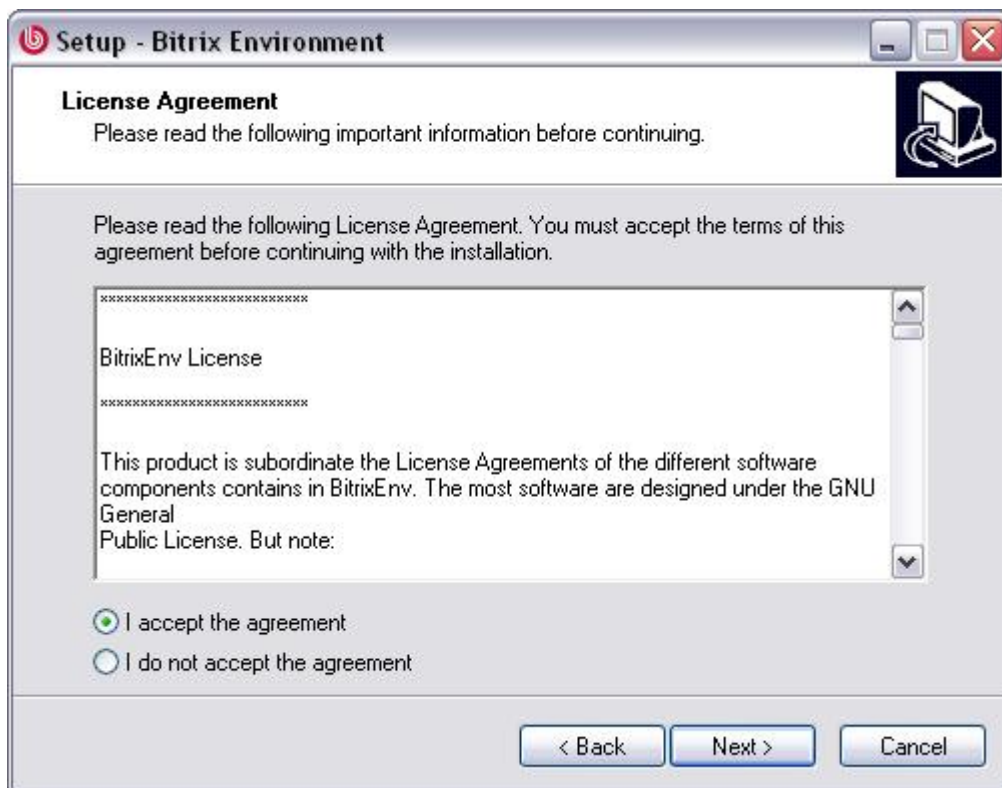 Setup - Bitrix Environment
License Agreement
Please read the following important information before continuing.
Please read the following License Agreement. You must accept the terms of this
agreement before continuing with the installation.
**************************
BitrixEnv License
**************************
This product is subordinate the License Agreements of the different software
components contains in BitrixEnv. The most software are designed under the GNU
General
Public License. But note:
I accept the agreement
I do not accept the agreement
< Back
Next >
Cancel